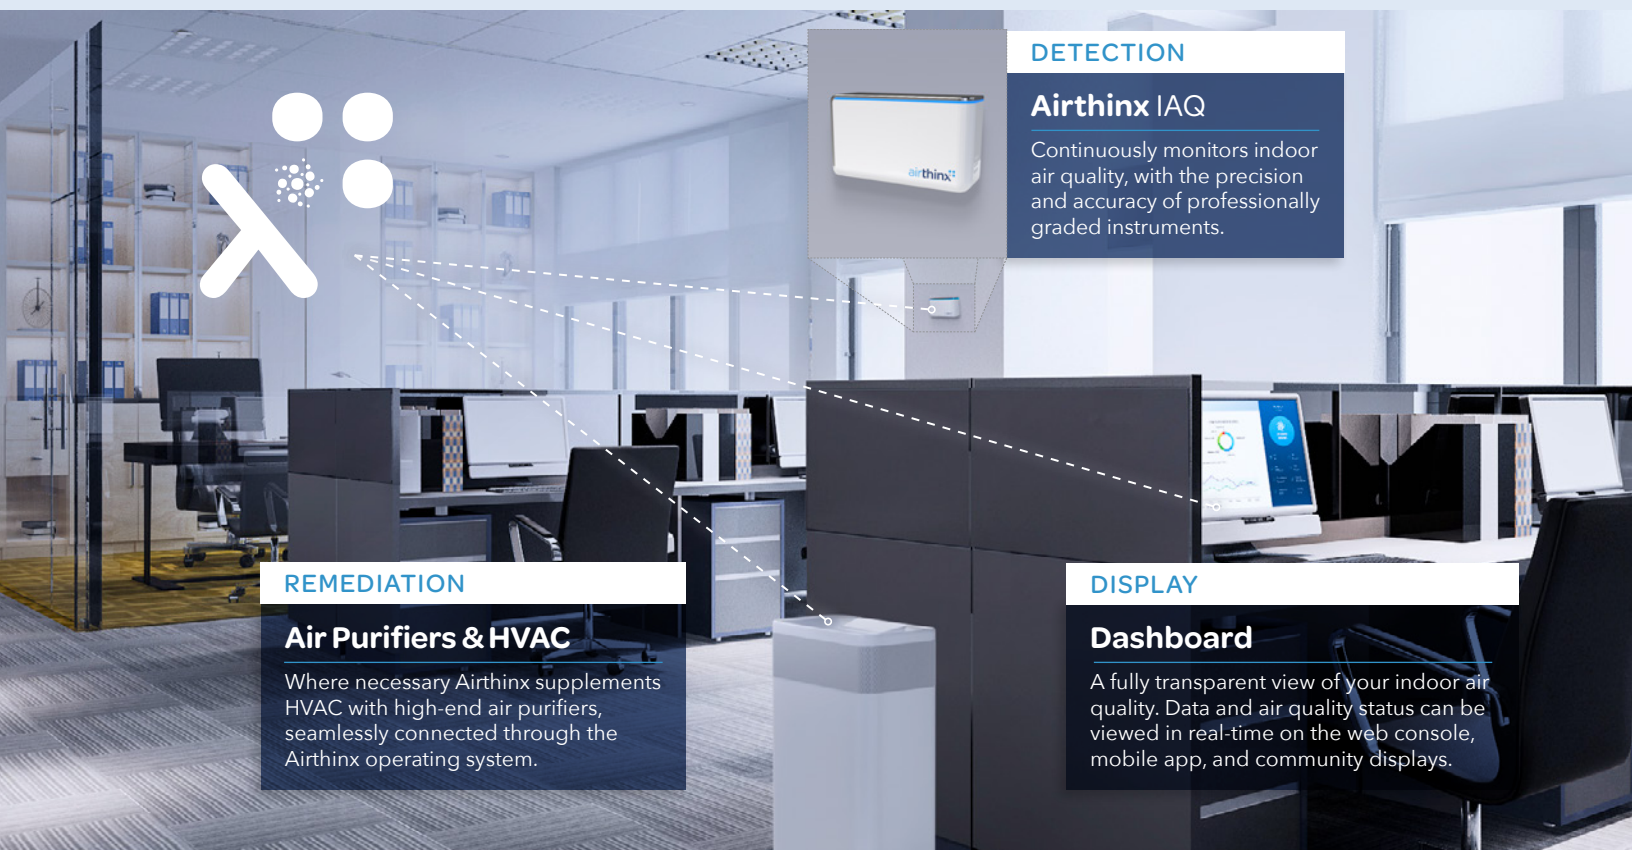 DETECTION
Airthinx IAQ
Continuously monitors indoor
air quality, with the precision
and accuracy of professionally
graded instruments.
airthinx
REMEDIATION
Air Purifiers & HVAC
Where necessary Airthinx supplements
HVAC with high-end air purifiers,
seamlessly connected through the
Airthinx operating system.
DISPLAY
Dashboard
A fully transparent view of your indoor air
quality. Data and air quality status can be
viewed in real-time on the web console,
mobile app, and community displays.